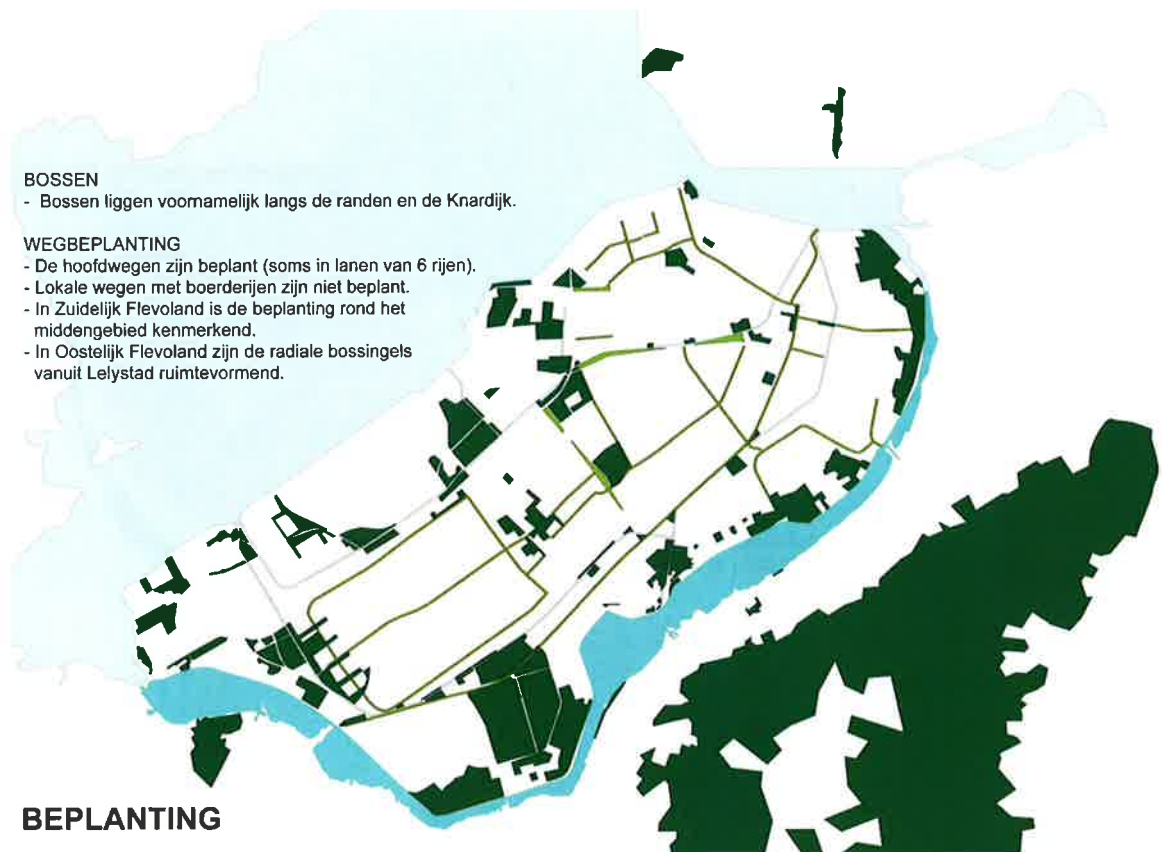 BOSSEN
- Bossen liggen voornamelijk langs de randen en de Knardijk.
WEGBEPLANTING
- De hoofdwegen zijn beplant (soms in lanen van 6 rijen).
- Lokale wegen met boerderijen zijn niet beplant.
- In Zuidelijk Flevoland is de beplanting rond het
middengebied kenmerkend.
- In Oostelijk Flevoland zijn de radiale bossingels
vanuit Lelystad ruimtevormend.
BEPLANTING